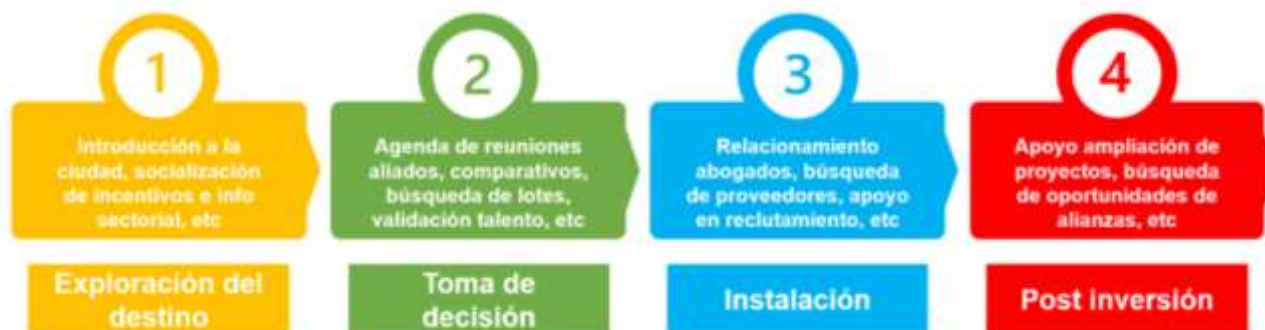 1
Introducción a la
ciudad, socialización
de incentivos e info
sectorial, etc
Exploración del
destino
2
Agenda de reuniones
aliados, comparativos,
búsqueda de lotes,
validación talento, etc
Toma de
decisión
3
Relacionamiento
abogados, búsqueda
de proveedores, apoyo
en reclutamiento, etc
Instalación
4
Apoyo ampliación de
proyectos, búsqueda
de oportunidades de
alianzas, etc
Post inversión